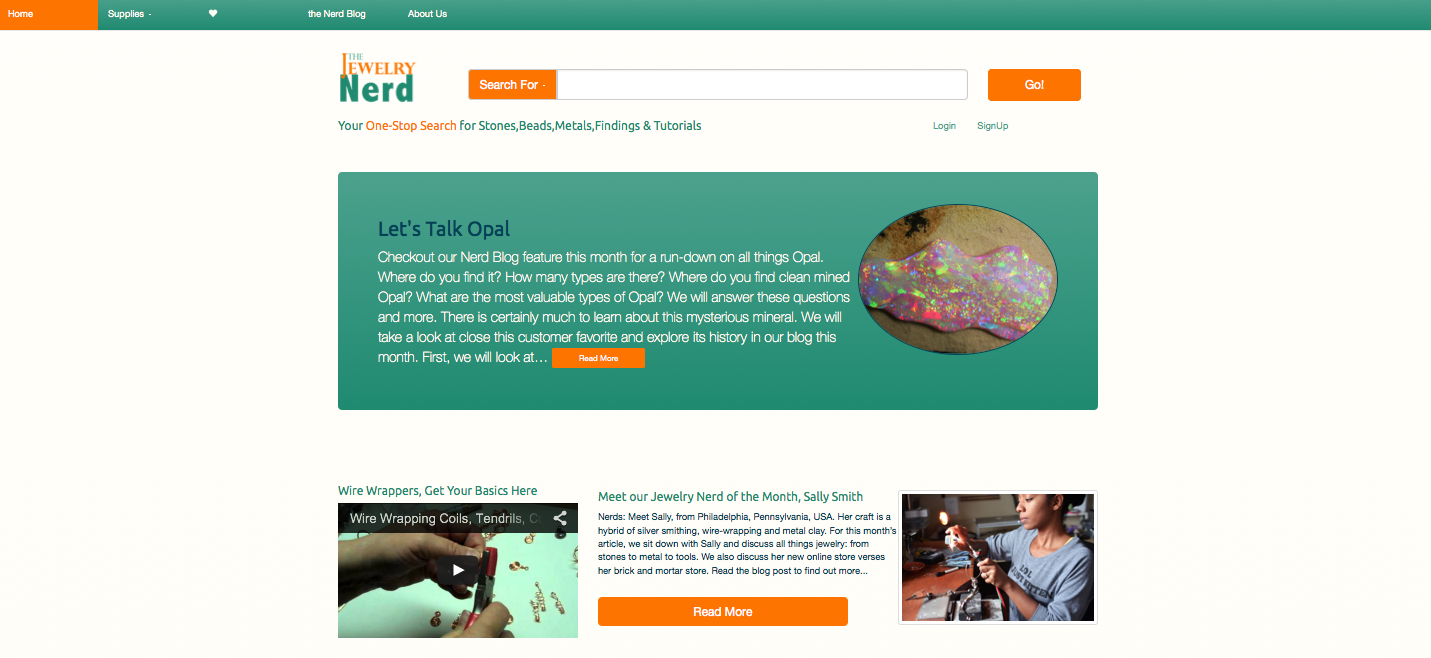 Home Supplies - ♥ the Nerd Blog About Us
THE
JEWELRY
Nerd
Search For -
Go!
Your One-Stop Search for Stones,Beads,Metals,Findings & Tutorials
Login SignUp
Let's Talk Opal
Checkout our Nerd Blog feature this month for a run-down on all things Opal.
Where do you find it? How many types are there? Where do you find clean mined
Opal? What are the most valuable types of Opal? We will answer these questions
and more. There is certainly much to learn about this mysterious mineral. We will
take a look at close this customer favorite and explore its history in our blog this
month. First, we will look at… Read More
Wire Wrappers, Get Your Basics Here
Wire Wrapping Coils, Tendrils,
Meet our Jewelry Nerd of the Month, Sally Smith
Nerds: Meet Sally, from Philadelphia, Pennsylvania, USA. Her craft is a
hybrid of silver smithing, wire-wrapping and metal clay. For this month's
article, we sit down with Sally and discuss all things jewelry: from
stones to metal to tools. We also discuss her new online store verses
her brick and mortar store. Read the blog post to find out more...
Read More
LOL